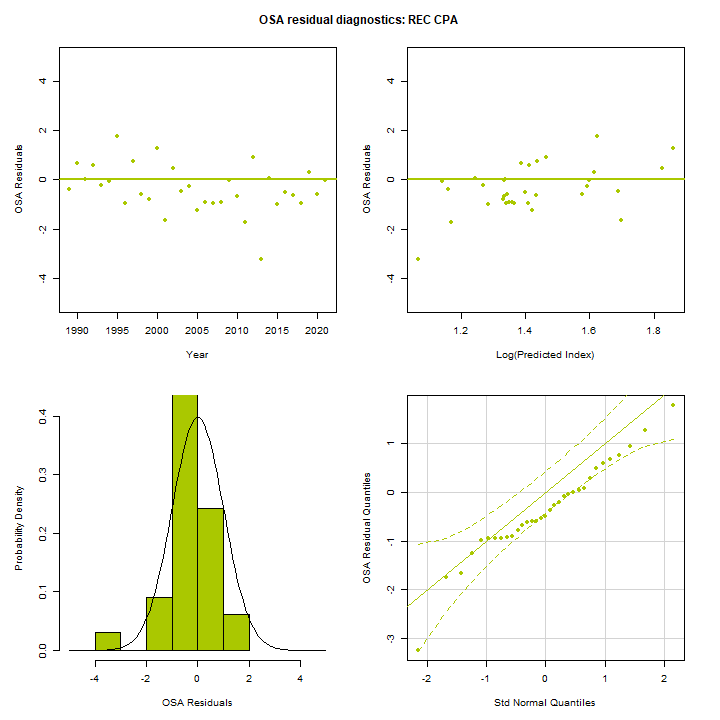 OSA residual diagnostics: REC CPA
OSA Residuals
4
2
0
-2
-4
1990 1995 2000 2005 2010 2015 2020
Year
OSA Residuals
4
2
0
-2
-4
1.2 1.4 1.6 1.8
Log(Predicted Index)
Probability Density
0.4
0.3
0.2
0.1
0.0
-4 -2 0 2 4
OSA Residuals
OSA Residual Quantiles
1
0
-1
-2
-3
-2 -1 0 1 2
Std Normal Quantiles